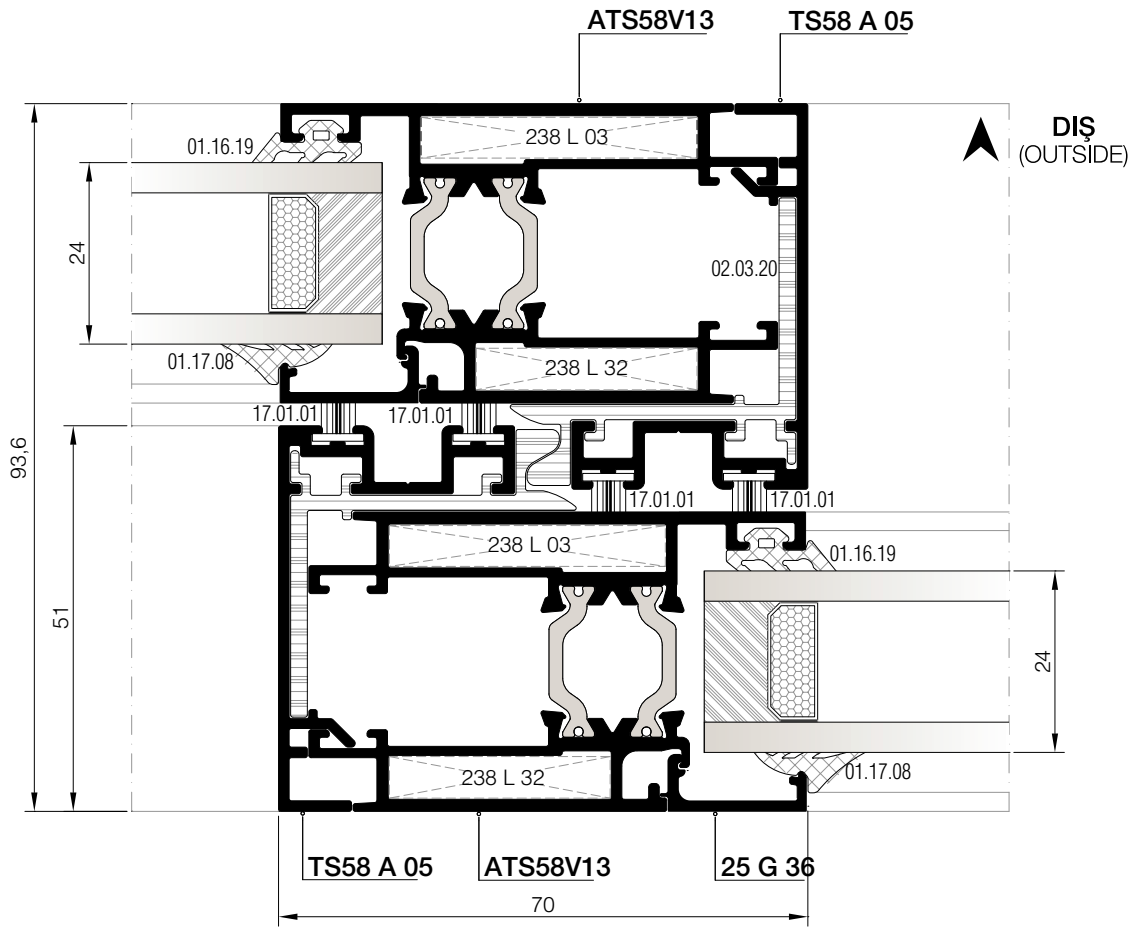 ATS58V13
TS58 A 05
DIŞ
(OUTSIDE)
01.16.19
238 L 03
24
02.03.20
01.17.08
238 L 32
17.01.01
17.01.01
93,6
17.01.01
17.01.01
238 L 03
01.16.19
51
24
238 L 32
01.17.08
TS58 A 05
ATS58V13
25 G 36
70